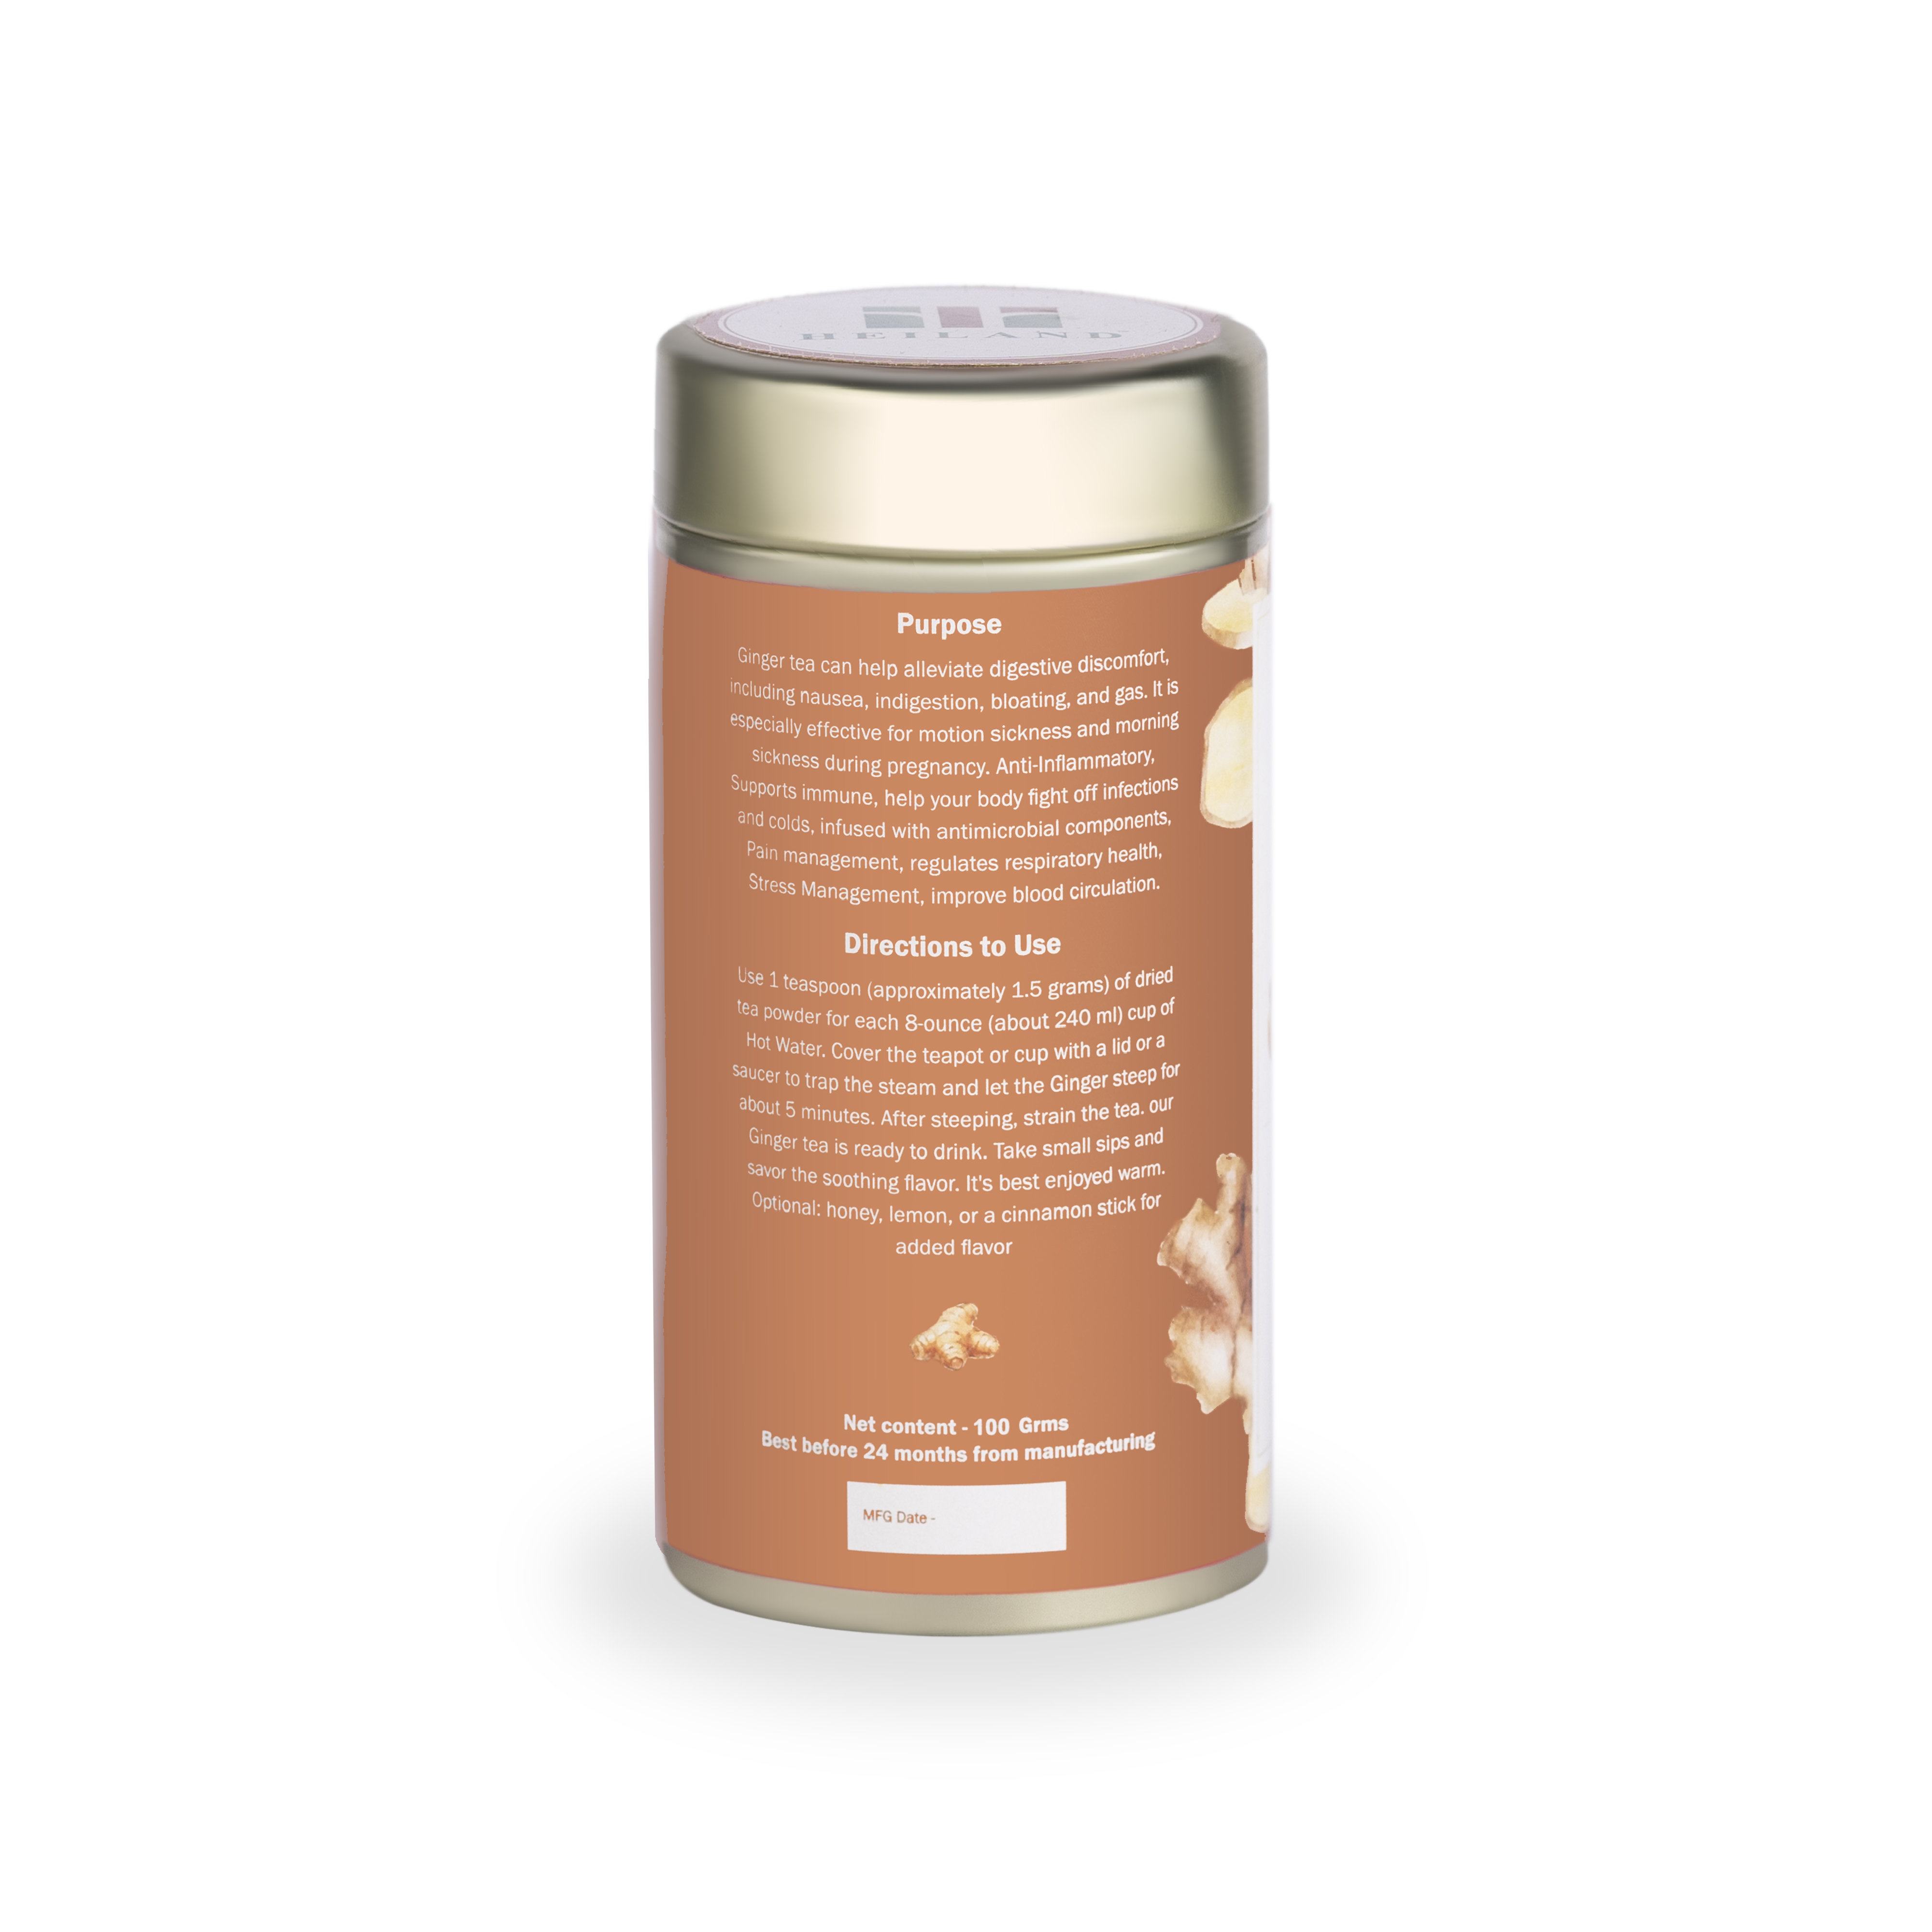 HEILAND
Purpose
Ginger tea can help alleviate digestive discomfort,
including nausea, indigestion, bloating, and gas. It is
especially effective for motion sickness and morning
sickness during pregnancy. Anti-Inflammatory,
Supports immune, help your body fight off infections
and colds, infused with antimicrobial components,
Pain management, regulates respiratory health,
Stress Management, improve blood circulation.
Directions to Use
Use 1 teaspoon (approximately 1.5 grams) of dried
tea powder for each 8-ounce (about 240 ml) cup of
Hot Water. Cover the teapot or cup with a lid or a
saucer to trap the steam and let the Ginger steep for
about 5 minutes. After steeping, strain the tea. our
Ginger tea is ready to drink. Take small sips and
savor the soothing flavor. It's best enjoyed warm.
Optional: honey, lemon, or a cinnamon stick for
added flavor
Net content - 100 Grms
Best before 24 months from manufacturing
MFG Date -